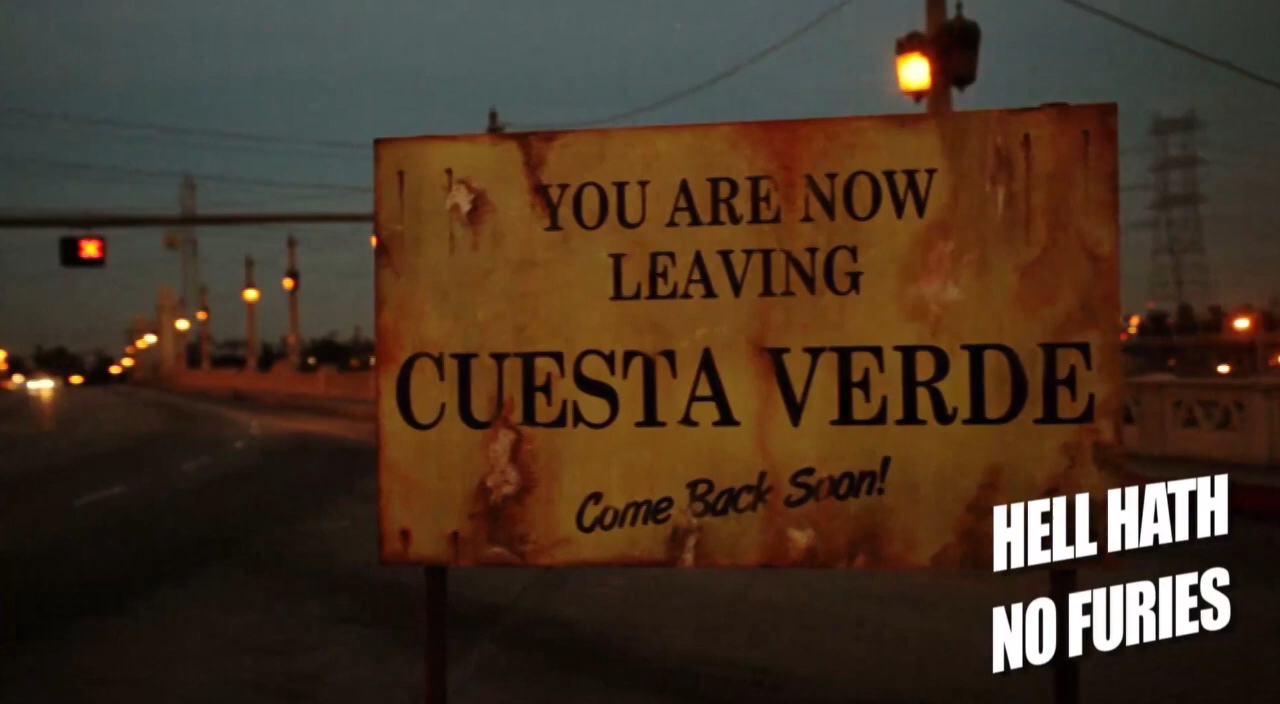 YOU ARE NOW
LEAVING
CUESTA VERDE
Come Back Soon!
HELL HATH
NO FURIES